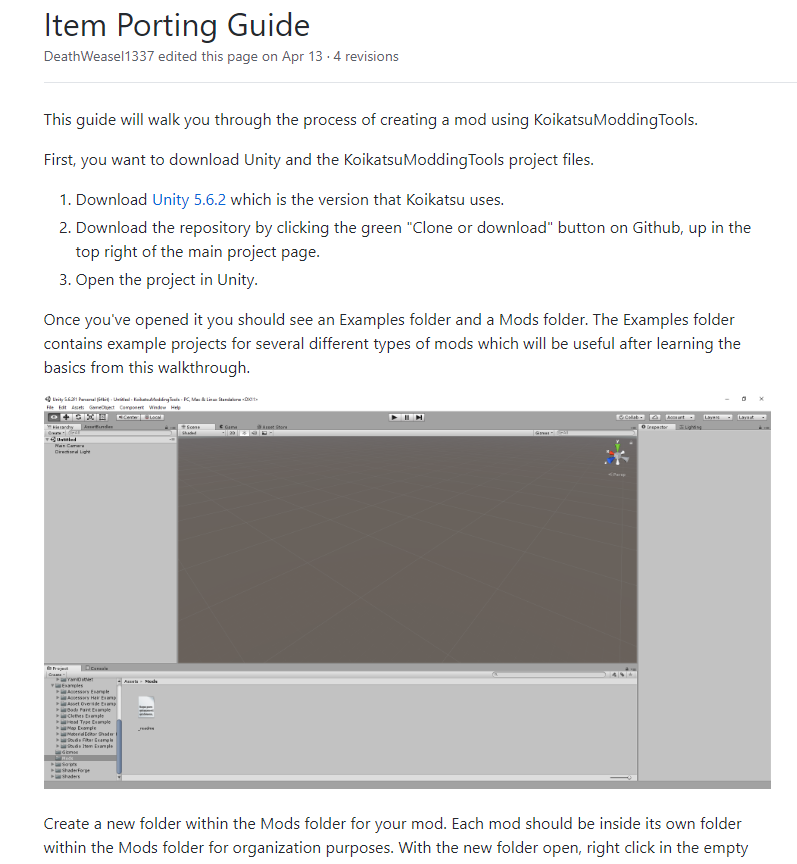 Item Porting Guide
DeathWeasel1337 edited this page on Apr 13 · 4 revisions
This guide will walk you through the process of creating a mod using KoikatsuModdingTools.
First, you want to download Unity and the KoikatsuModdingTools project files.
1. Download Unity 5.6.2 which is the version that Koikatsu uses.
2. Download the repository by clicking the green "Clone or download" button on Github, up in the
top right of the main project page.
3. Open the project in Unity.
Once you've opened it you should see an Examples folder and a Mods folder. The Examples folder
contains example projects for several different types of mods which will be useful after learning the
basics from this walkthrough.
Unity 5.6.2f1 Personal (64bit) - Untitled - KoikatsuModdingTools - PC, Mac & Linux Standalone <DX11>
File Edit Assets GameObject Component Window Help
Center Local Collab Account Layers Layout
Hierarchy AssetBundles Scene Game Asset Store Inspector Lighting
Create Shaded 2D Gizmos
Untitled
Main Camera
Directional Light
Persp
Project Console
Create
Assets Mods
Examples
Accessory Example
Accessory Hair Examp
Asset Override Examp
Body Paint Example
Clothes Example
Head Type Example
Map Example
MaterialEditor Shader
Studio Filter Example
Studio Item Example
Gizmos
Mods
Scripts
ShaderForge
Shaders
Create a new folder within the Mods folder for your mod. Each mod should be inside its own folder
within the Mods folder for organization purposes. With the new folder open, right click in the empty